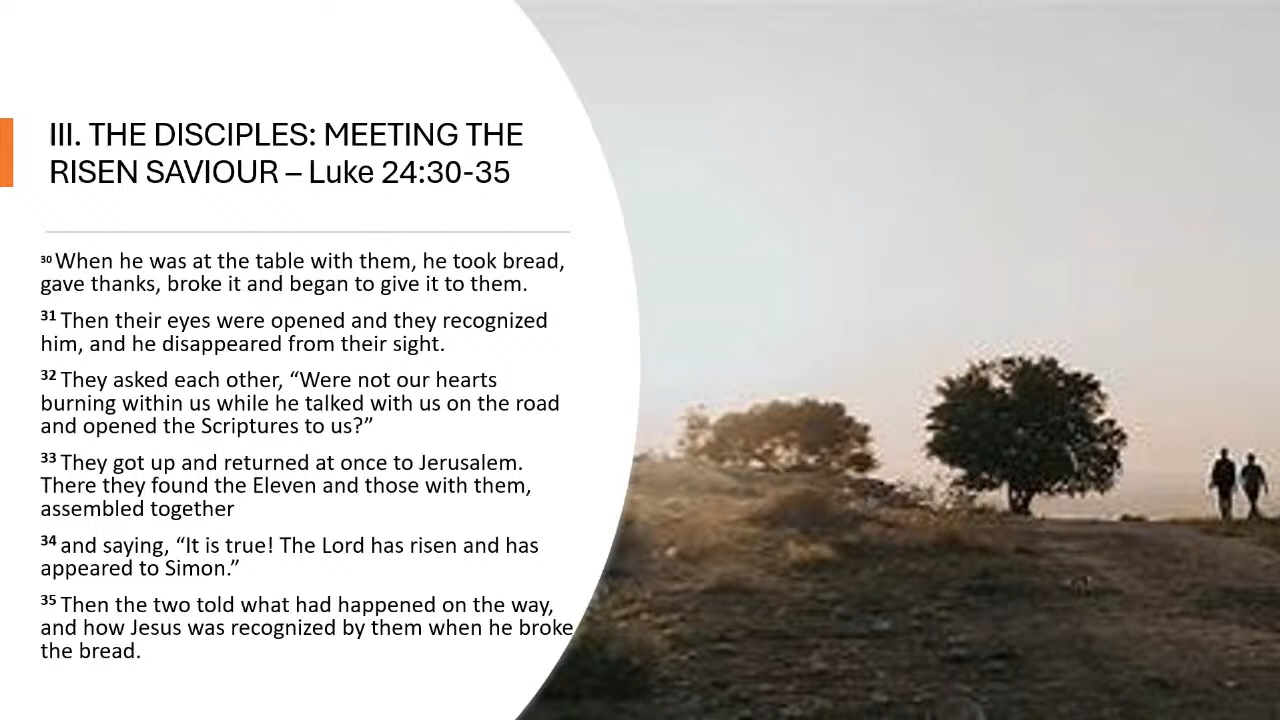 III. THE DISCIPLES: MEETING THE
RISEN SAVIOUR – Luke 24:30-35
30 When he was at the table with them, he took bread,
gave thanks, broke it and began to give it to them.
31 Then their eyes were opened and they recognized
him, and he disappeared from their sight.
32 They asked each other, “Were not our hearts
burning within us while he talked with us on the road
and opened the Scriptures to us?”
33 They got up and returned at once to Jerusalem.
There they found the Eleven and those with them,
assembled together
34 and saying, “It is true! The Lord has risen and has
appeared to Simon.”
35 Then the two told what had happened on the way,
and how Jesus was recognized by them when he broke
the bread.